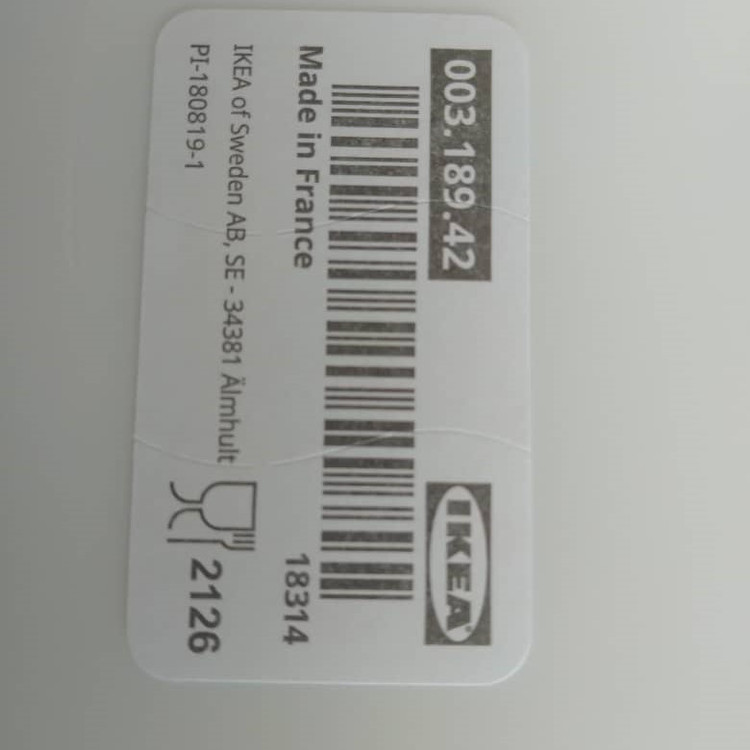 003.189.42
IKEA
Made in France
18314
IKEA of Sweden AB, SE - 34381 Älmhult
PI-180819-1
2126